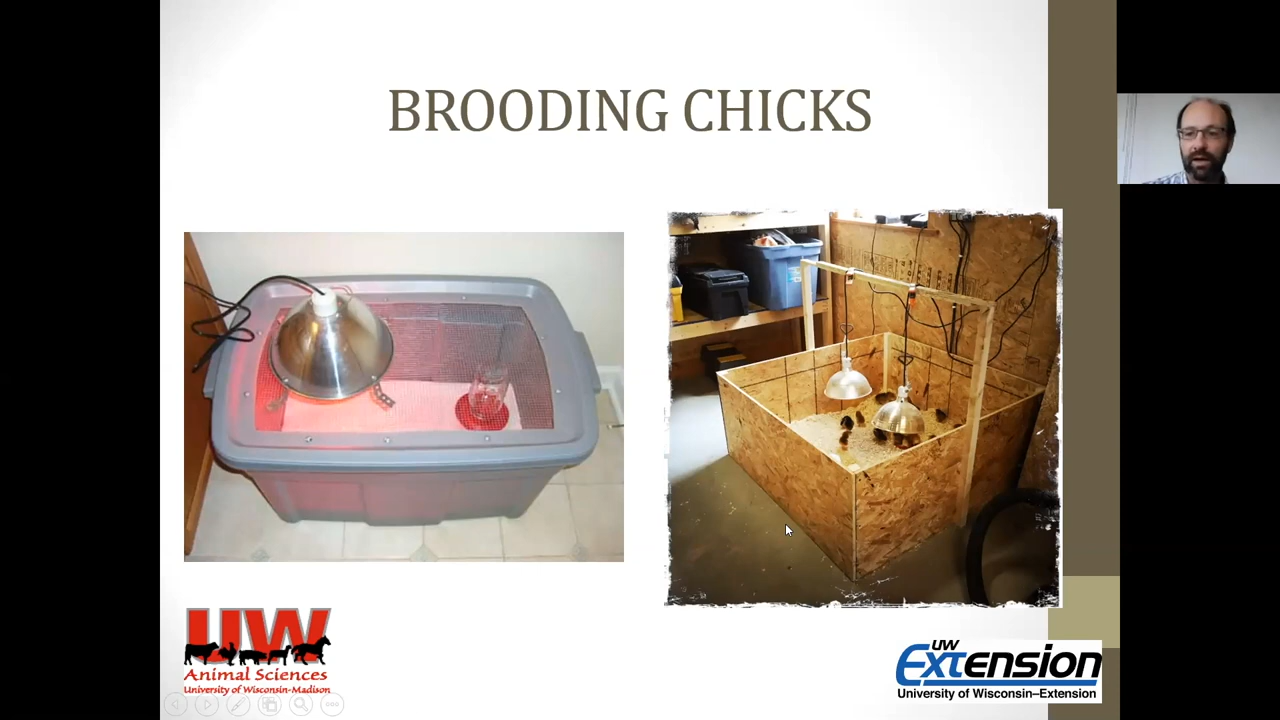 BROODING CHICKS
UW
Animal Sciences
University of Wisconsin-Madison
UW
Extension
University of Wisconsin–Extension